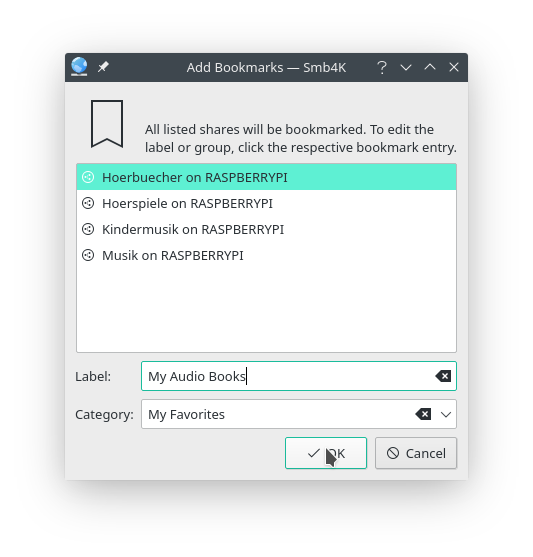 Add Bookmarks — Smb4K
All listed shares will be bookmarked. To edit the
label or group, click the respective bookmark entry.
Hoerbuecher on RASPBERRYPI
Hoerspiele on RASPBERRYPI
Kindermusik on RASPBERRYPI
Musik on RASPBERRYPI
Label: My Audio Books
Category: My Favorites
OK Cancel